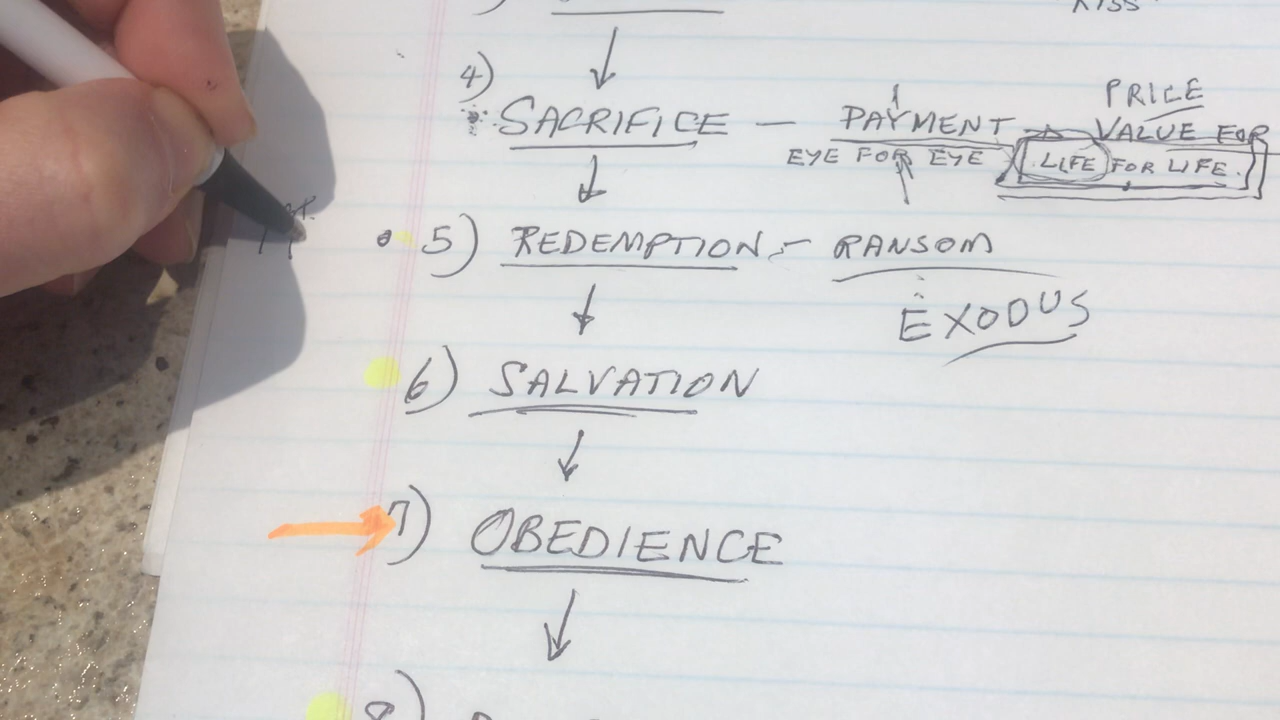 KISS
4)
SACRIFICE — PAYMENT
PRICE
VALUE FOR
EYE FOR EYE
LIFE FOR LIFE.
5) REDEMPTION - RANSOM
EXODUS
6) SALVATION
7) OBEDIENCE
8)